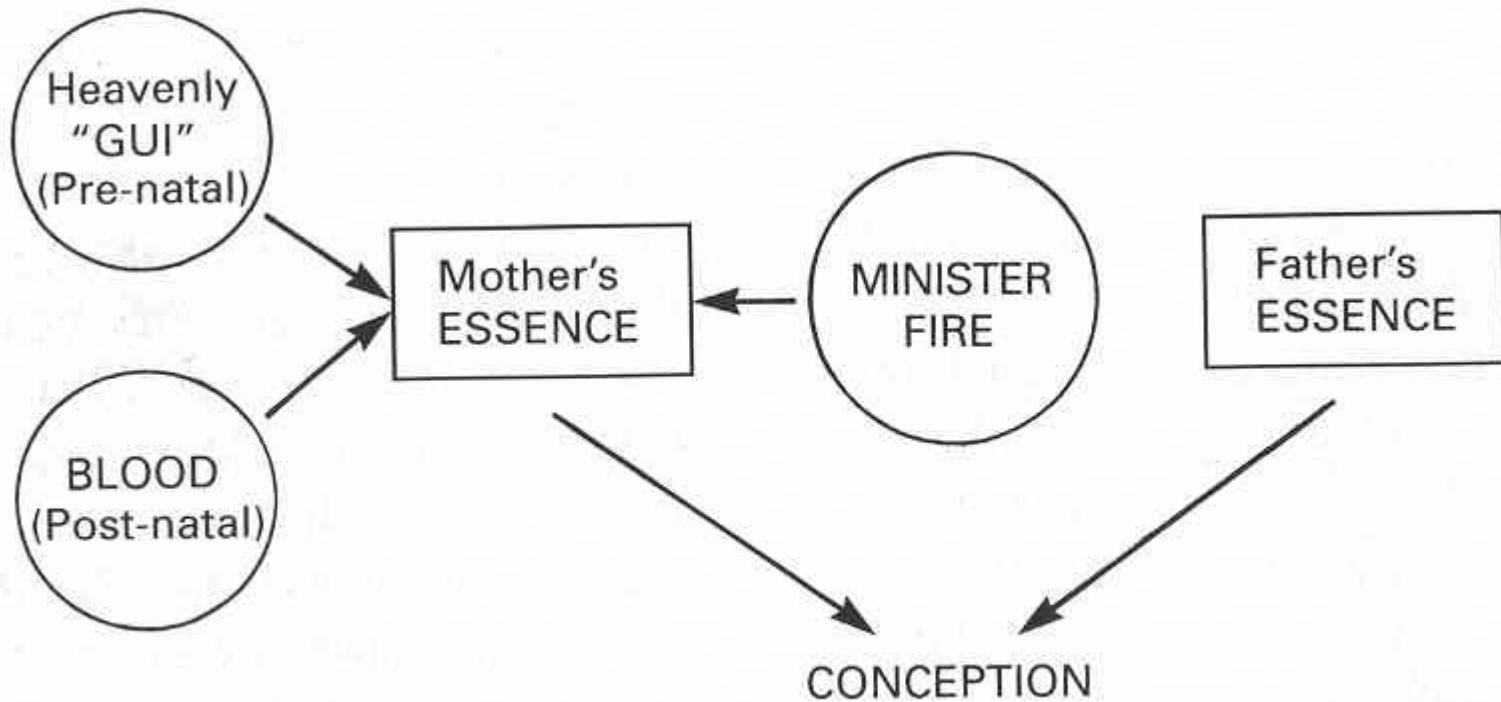 Heavenly
"GUI"
(Pre-natal)
Mother's
ESSENCE
MINISTER
FIRE
Father's
ESSENCE
BLOOD
(Post-natal)
CONCEPTION